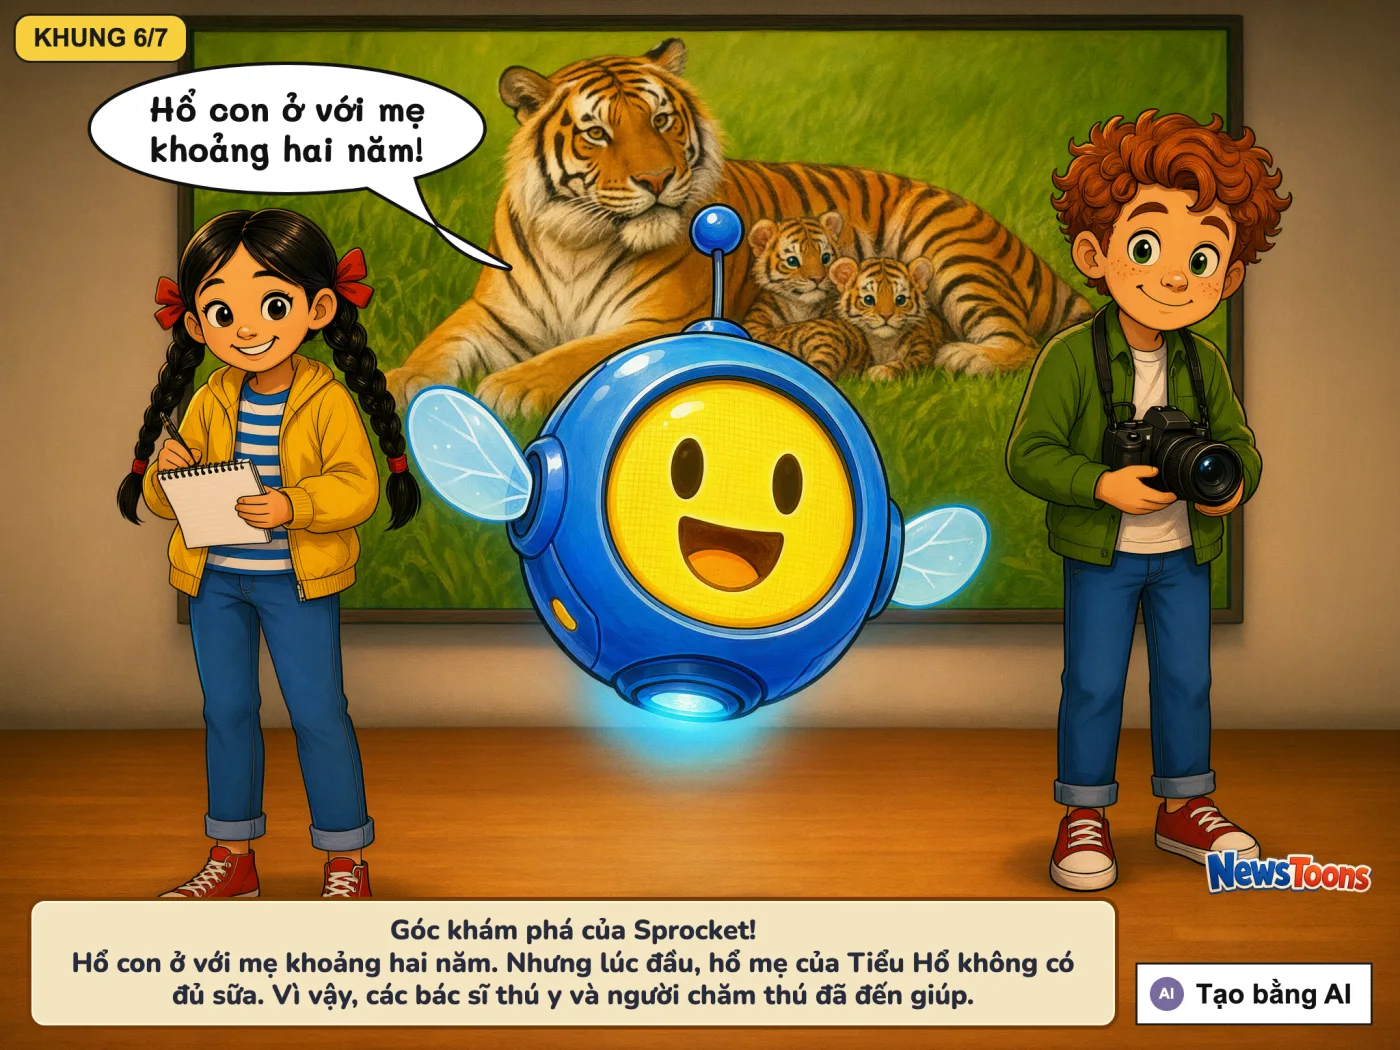 KHUNG 6/7
Hổ con ở với mẹ
khoảng hai năm!
NewsToons
Góc khám phá của Sprocket!
Hổ con ở với mẹ khoảng hai năm. Nhưng lúc đầu, hổ mẹ của Tiểu Hổ không có
đủ sữa. Vì vậy, các bác sĩ thú y và người chăm thú đã đến giúp.
AI Tạo bằng AI